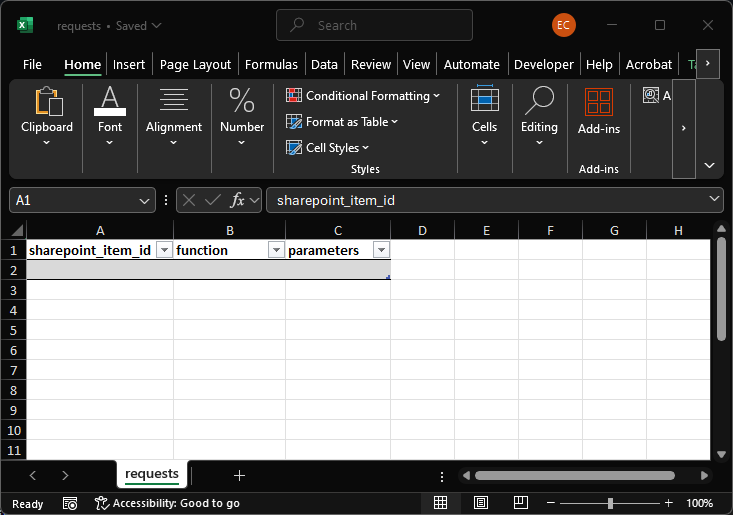 requests • Saved
Search
EC
File Home Insert Page Layout Formulas Data Review View Automate Developer Help Acrobat
Clipboard
Font
Alignment
Number
Conditional Formatting
Format as Table
Cell Styles
Styles
Cells
Editing
Add-ins
Add-ins
A
A1
fx
sharepoint_item_id
A B C D E F G H
1 sharepoint_item_id function parameters
2
3
4
5
6
7
8
9
10
11
requests
Ready
Accessibility: Good to go
100%